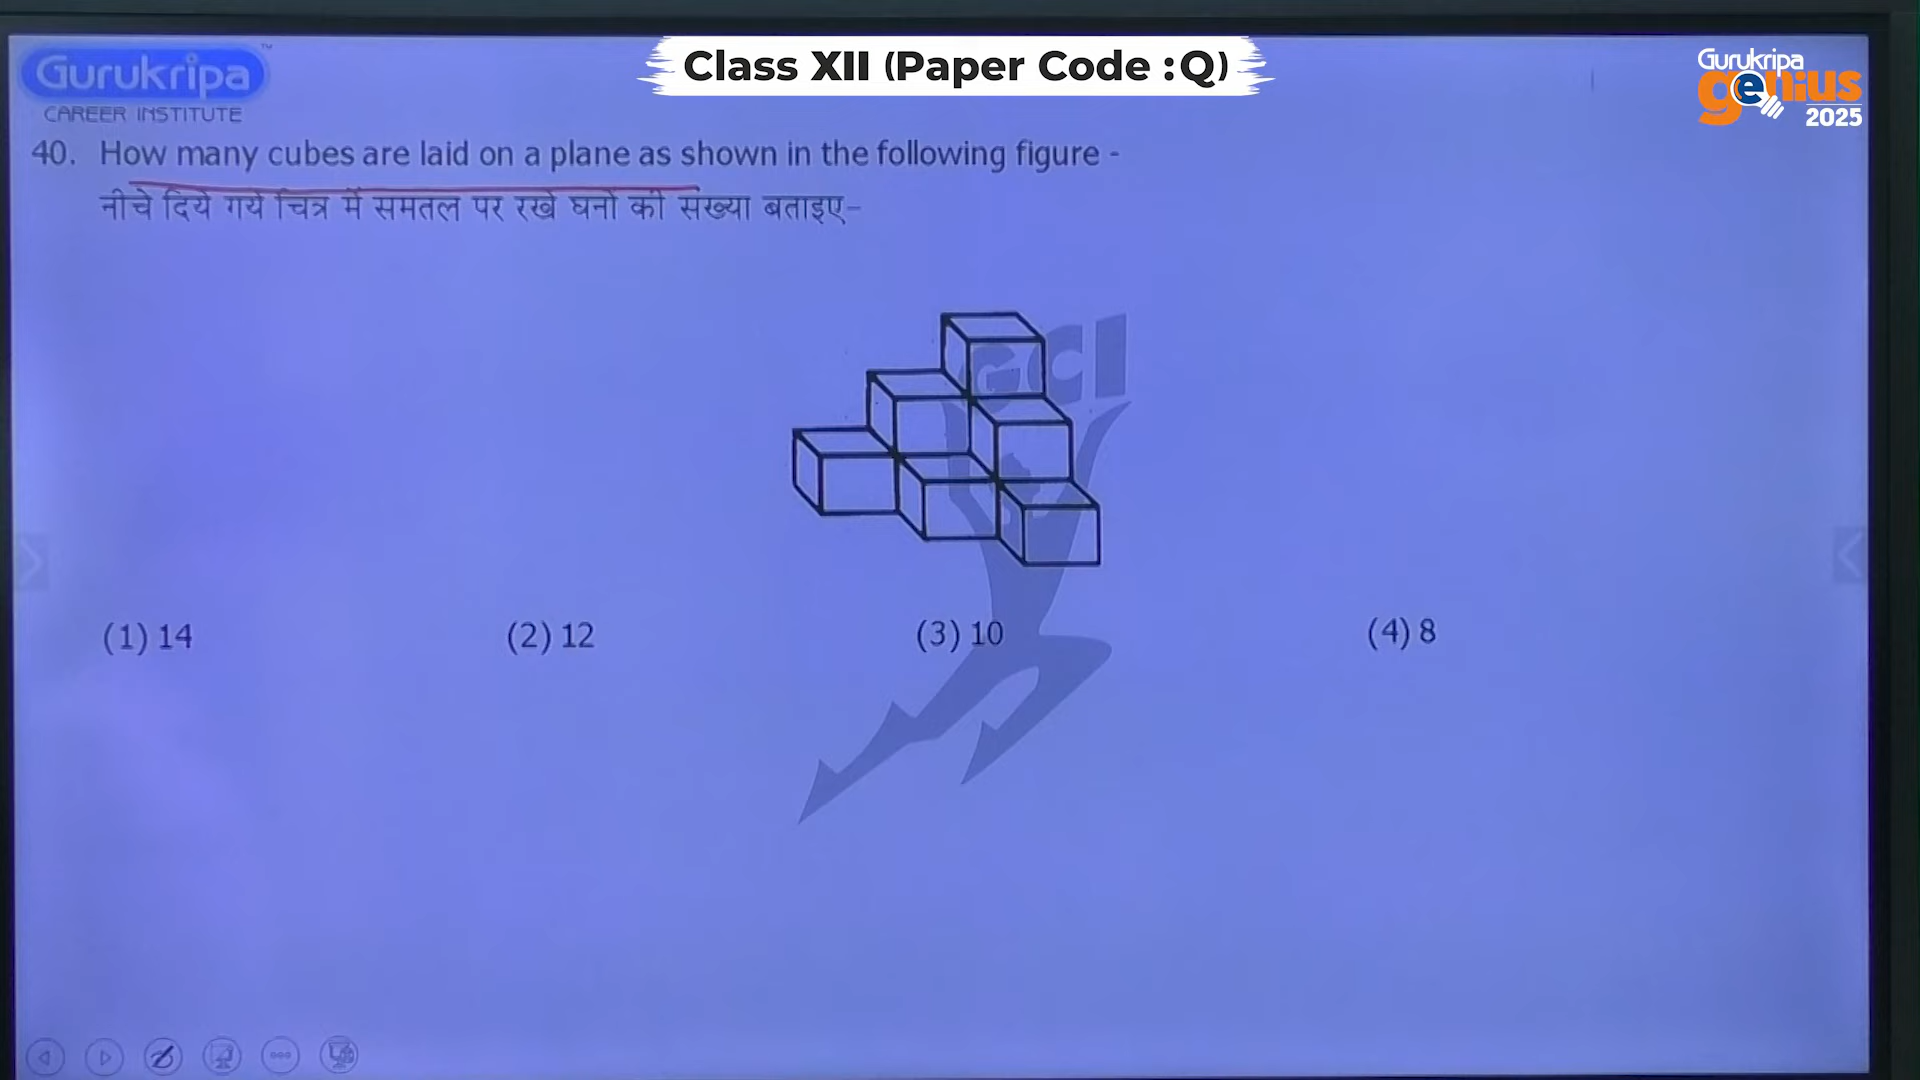 Class XII (Paper Code :Q)
Gurukripa
TM
CAREER INSTITUTE
Gurukripa
genius
2025
40. How many cubes are laid on a plane as shown in the following figure -
नीचे दिये गये चित्र में समतल पर रखे घनों की संख्या बताइए-
GCI
(1) 14
(2) 12
(3) 10
(4) 8